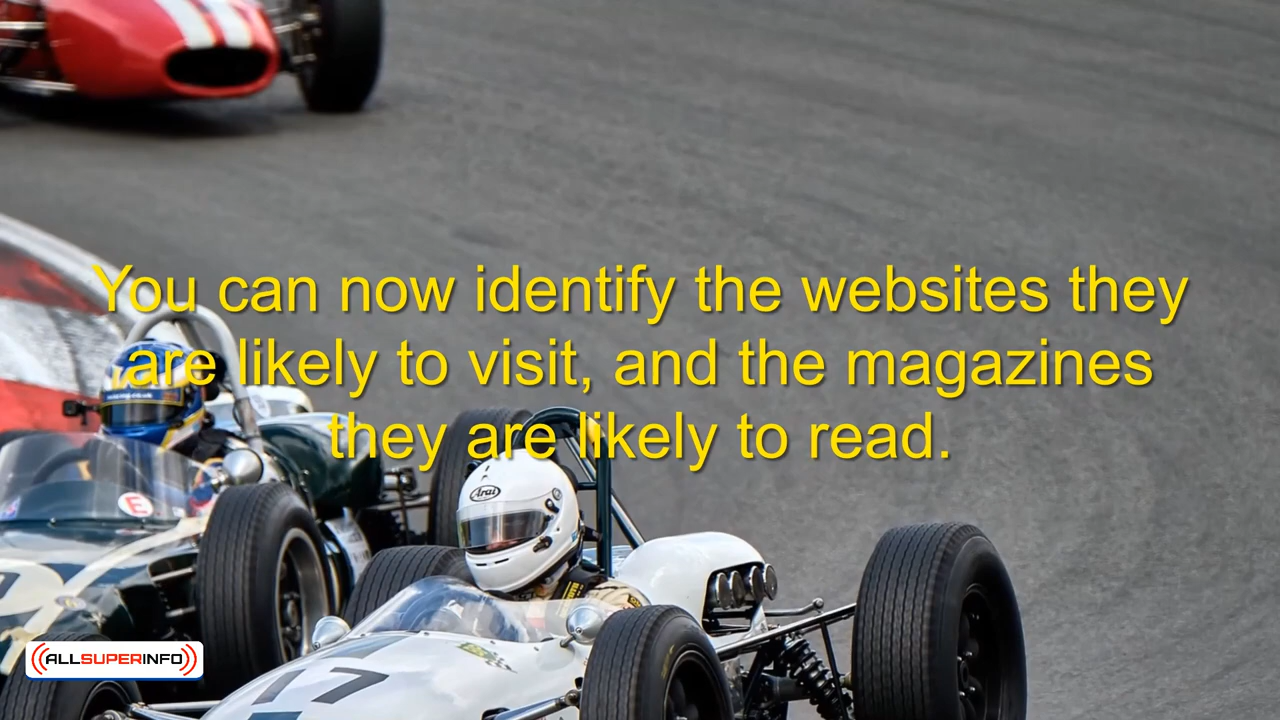 You can now identify the websites they
are likely to visit, and the magazines
they are likely to read.
Arai
E
17
ALLSUPERINFO